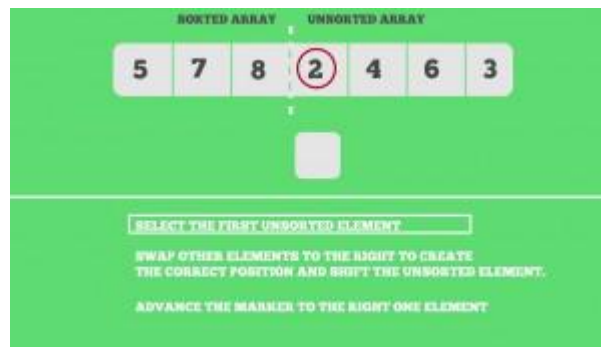 SORTED ARRAY UNSORTED ARRAY
5 7 8 2 4 6 3
SELECT THE FIRST UNSORTED ELEMENT
SWAP OTHER ELEMENTS TO THE RIGHT TO CREATE
THE CORRECT POSITION AND SHIFT THE UNSORTED ELEMENT.
ADVANCE THE MARKER TO THE RIGHT ONE ELEMENT